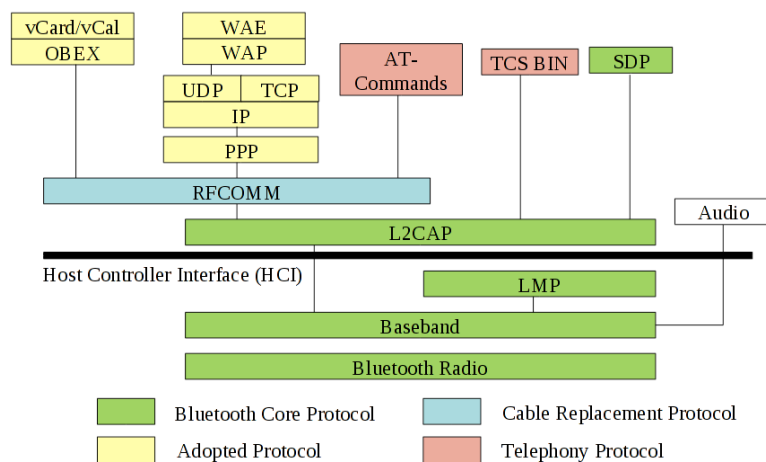 vCard/vCal
OBEX
WAE
WAP
UDP
TCP
IP
PPP
AT-
Commands
TCS BIN
SDP
RFCOMM
Audio
L2CAP
Host Controller Interface (HCI)
LMP
Baseband
Bluetooth Radio
Bluetooth Core Protocol
Cable Replacement Protocol
Adopted Protocol
Telephony Protocol